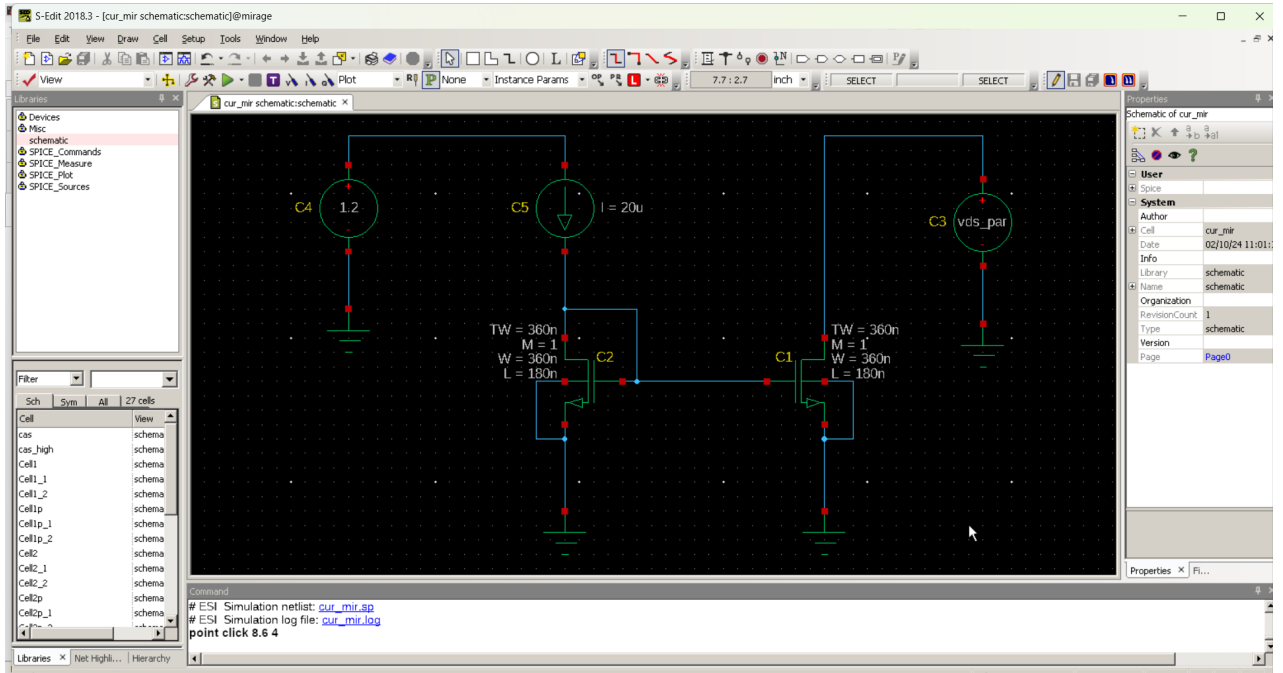 S-Edit 2018.3 - [cur_mir schematic:schematic]@mirage
File Edit View Draw Cell Setup Tools Window Help
View Plot None Instance Params 7.7 : 2.7 inch SELECT SELECT
Libraries
Devices
Misc
schematic
SPICE_Commands
SPICE_Measure
SPICE_Plot
SPICE_Sources
Filter
Sch Sym All 27 cells
Cell View
cas schema
cas_high schema
Cell1 schema
Cell1_1 schema
Cell1_2 schema
Cell1p schema
Cell1p_1 schema
Cell1p_2 schema
Cell2 schema
Cell2_1 schema
Cell2_2 schema
Cell2p schema
Cell2p_1 schema
Libraries Net Highli... Hierarchy
cur_mir schematic:schematic
C4 1.2
C5 I = 20u
C3 vds_par
TW = 360n
M = 1
W = 360n
L = 180n
C2
C1
TW = 360n
M = 1
W = 360n
L = 180n
Command
# ESI Simulation netlist: cur_mir.sp
# ESI Simulation log file: cur_mir.log
point click 8.6 4
Properties
Schematic of cur_mir
User
Spice
System
Author
Cell cur_mir
Date 02/10/24 11:01:
Info
Library schematic
Name schematic
Organization
RevisionCount 1
Type schematic
Version
Page Page0
Properties Fi...